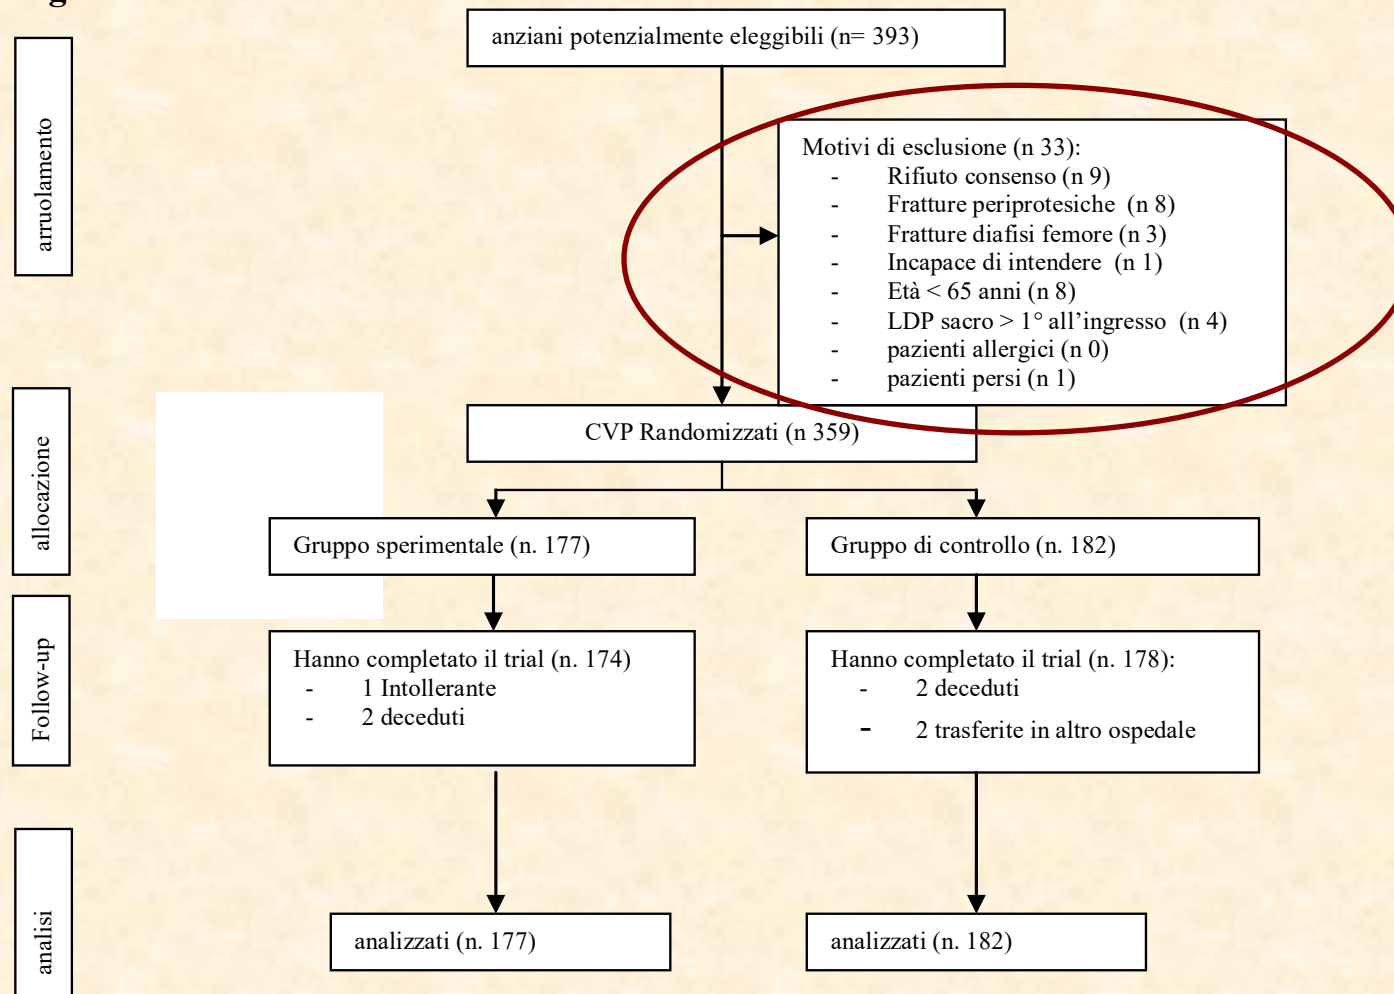 g
anziani potenzialmente eleggibili (n= 393)
arruolamento
Motivi di esclusione (n 33):
- Rifiuto consenso (n 9)
- Fratture periprotesiche (n 8)
- Fratture diafisi femore (n 3)
- Incapace di intendere (n 1)
- Età < 65 anni (n 8)
- LDP sacro > 1° all’ingresso (n 4)
- pazienti allergici (n 0)
- pazienti persi (n 1)
CVP Randomizzati (n 359)
allocazione
Gruppo sperimentale (n. 177)
Gruppo di controllo (n. 182)
Follow-up
Hanno completato il trial (n. 174)
- 1 Intollerante
- 2 deceduti
Hanno completato il trial (n. 178):
- 2 deceduti
- 2 trasferite in altro ospedale
analisi
analizzati (n. 177)
analizzati (n. 182)